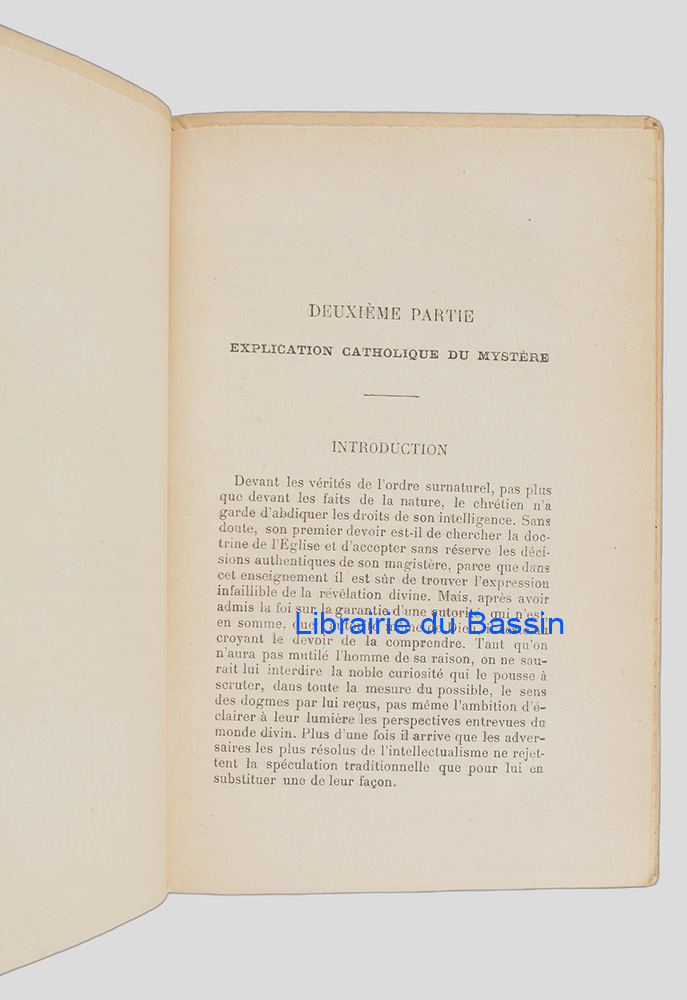 DEUXIÈME PARTIE
EXPLICATION CATHOLIQUE DU MYSTÈRE
INTRODUCTION
Devant les vérités de l'ordre surnaturel, pas plus
que devant les faits de la nature, le chrétien n'a
garde d'abdiquer les droits de son intelligence. Sans
doute, son premier devoir est-il de chercher la doc-
trine de l'Eglise et d'accepter sans réserve les déci-
sions authentiques de son magistère, parce que dans
cet enseignement il est sûr de trouver l'expression
infaillible de la révélation divine. Mais, après avoir
admis la foi sur la garantie d'une autorité qui n'est
en somme, que
Librairie du Bassin
croyant le devoir de la comprendre. Tant qu'on
n'aura pas mutilé l'homme de sa raison, on ne sau-
rait lui interdire la noble curiosité qui le pousse à
scruter, dans toute la mesure du possible, le sens
des dogmes par lui reçus, pas même l'ambition d'é-
clairer à leur lumière les perspectives entrevues du
monde divin. Plus d'une fois il arrive que les adver-
saires les plus résolus de l'intellectualisme ne rejet-
tent la spéculation traditionnelle que pour lui en
substituer une de leur façon.